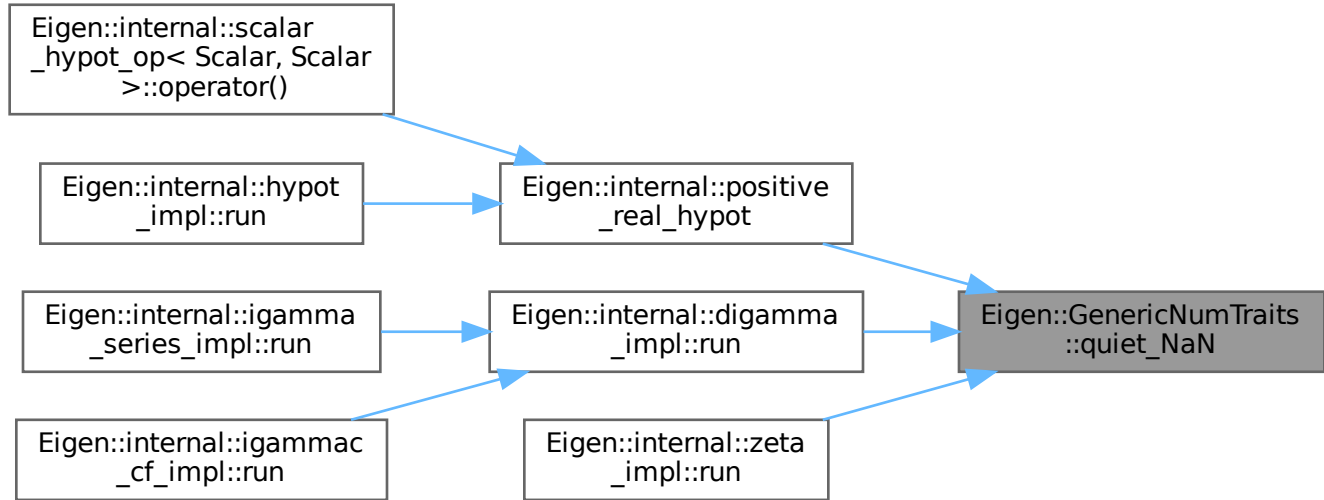 Eigen::internal::scalar
_hypot_op< Scalar, Scalar
>::operator()
Eigen::internal::hypot
_impl::run
Eigen::internal::positive
_real_hypot
Eigen::internal::igamma
_series_impl::run
Eigen::internal::digamma
_impl::run
Eigen::GenericNumTraits
::quiet_NaN
Eigen::internal::igammac
_cf_impl::run
Eigen::internal::zeta
_impl::run